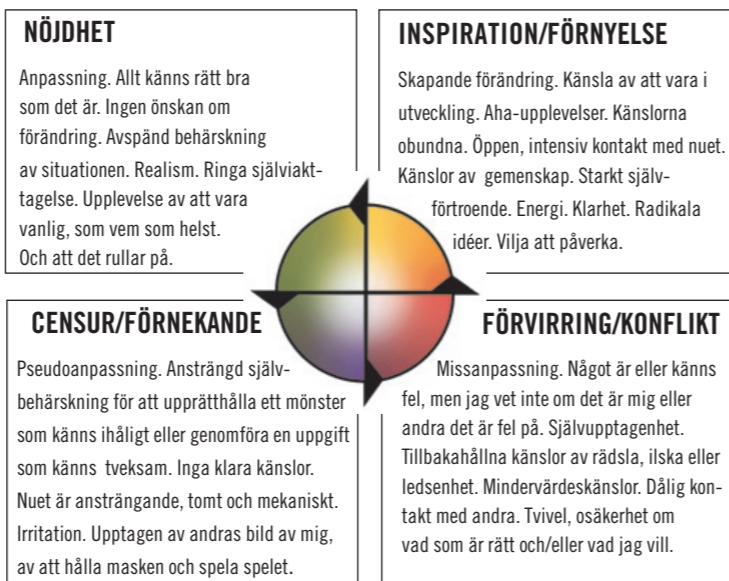 NÖJDHET
Anpassning. Allt känns rätt bra
som det är. Ingen önskan om
förändring. Avspänd behärskning
av situationen. Realism. Ringa själviakt-
tagelse. Upplevelse av att vara
vanlig, som vem som helst.
Och att det rullar på.
INSPIRATION/FÖRNYELSE
Skapande förändring. Känsla av att vara i
utveckling. Aha-upplevelser. Känslorna
obundna. Öppen, intensiv kontakt med nuet.
Känslor av gemenskap. Starkt själv-
förtroende. Energi. Klarhet. Radikala
idéer. Vilja att påverka.
CENSUR/FÖRNEKANDE
Pseudoanpassning. Ansträngd själv-
behärskning för att upprätthålla ett mönster
som känns ihåligt eller genomföra en uppgift
som känns tveksam. Inga klara känslor.
Nuet är ansträngande, tomt och mekaniskt.
Irritation. Upptagen av andras bild av mig,
av att hålla masken och spela spelet.
FÖRVIRRING/KONFLIKT
Missanpassning. Något är eller känns
fel, men jag vet inte om det är mig eller
andra det är fel på. Självupptagenhet.
Tillbakahållna känslor av rädsla, ilska eller
ledsenhet. Mindervärdeskänslor. Dålig kon-
takt med andra. Tvivel, osäkerhet om
vad som är rätt och/eller vad jag vill.